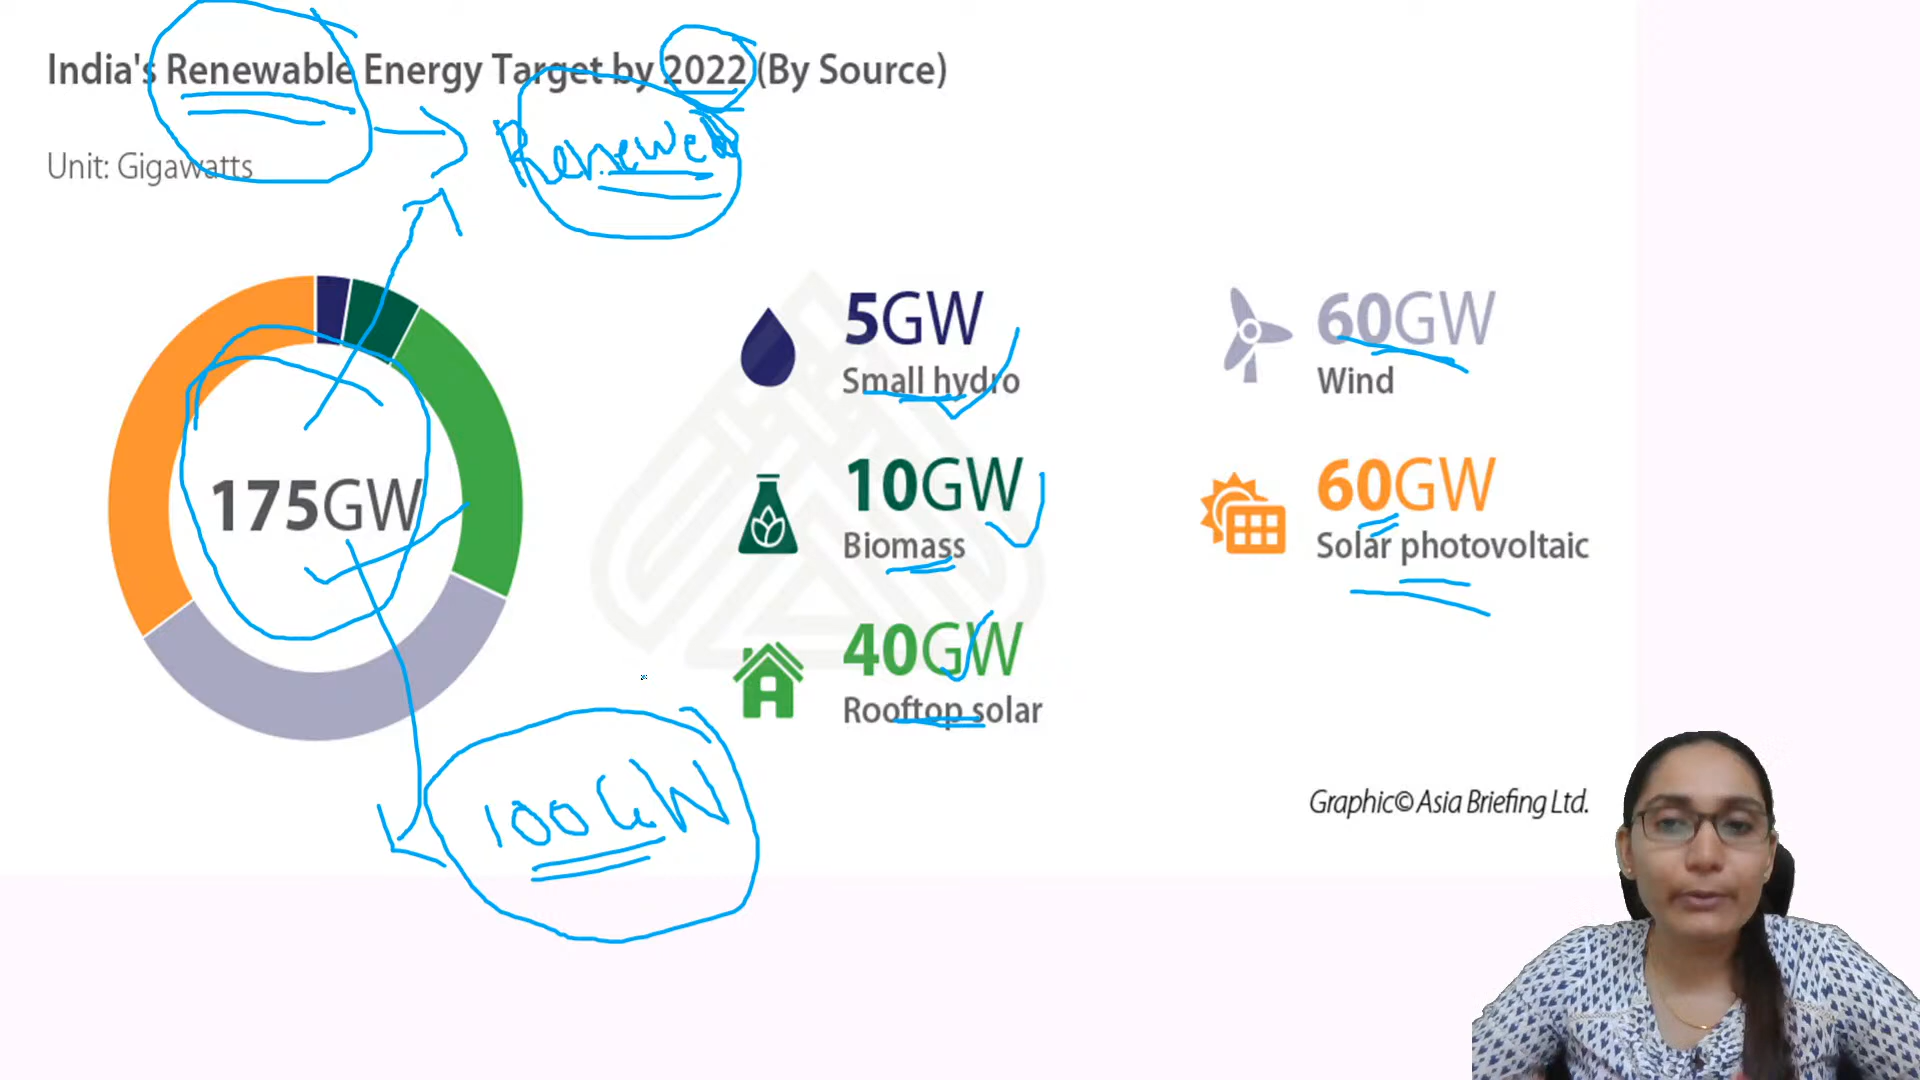 India's Renewable Energy Target by 2022 (By Source)
Unit: Gigawatts
Renewed
175GW
5GW
Small hydro
10GW
Biomass
40GW
Rooftop solar
60GW
Wind
60GW
Solar photovoltaic
100GW
Graphic© Asia Briefing Ltd.